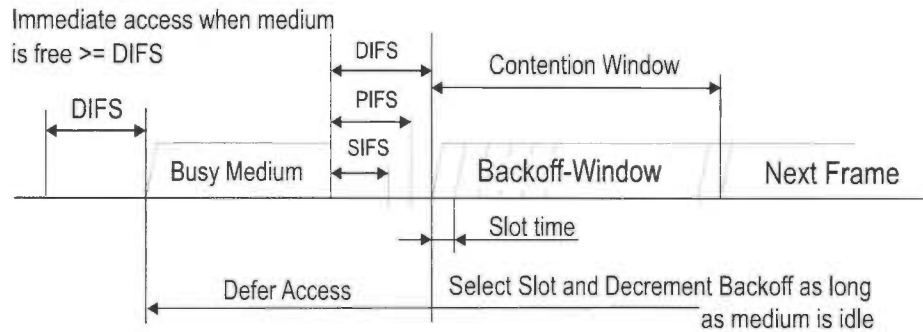 Immediate access when medium
is free >= DIFS
DIFS
DIFS
Contention Window
PIFS
SIFS
Busy Medium
Backoff-Window
Next Frame
Slot time
Defer Access
Select Slot and Decrement Backoff as long
as medium is idle